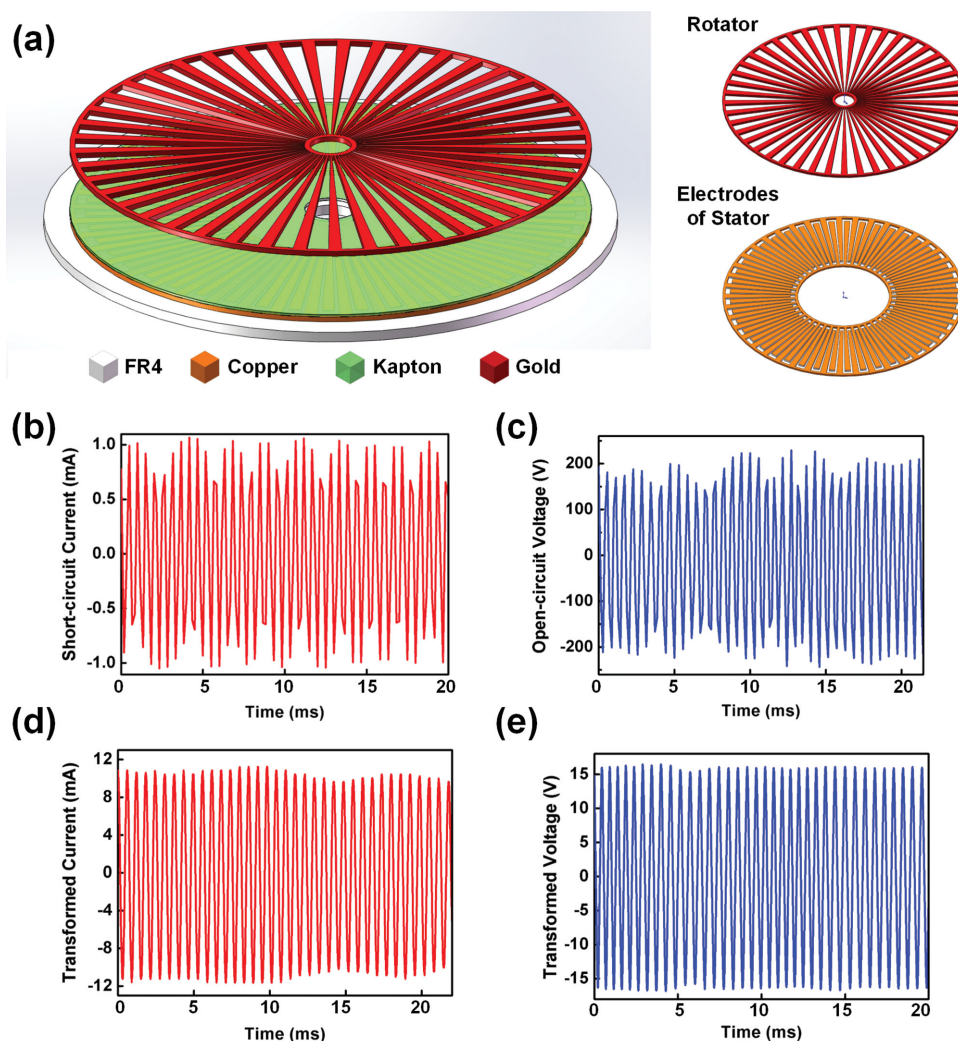 (a)
Rotator
Electrodes
of Stator
FR4
Copper
Kapton
Gold
(b)
Short-circuit Current (mA)
1.0
0.5
0.0
-0.5
-1.0
0 5 10 15 20
Time (ms)
(c)
Open-circuit Voltage (V)
200
100
0
-100
-200
0 5 10 15 20
Time (ms)
(d)
Transformed Current (mA)
12
8
4
0
-4
-8
-12
0 5 10 15 20
Time (ms)
(e)
Transformed Voltage (V)
15
10
5
0
-5
-10
-15
0 5 10 15 20
Time (ms)